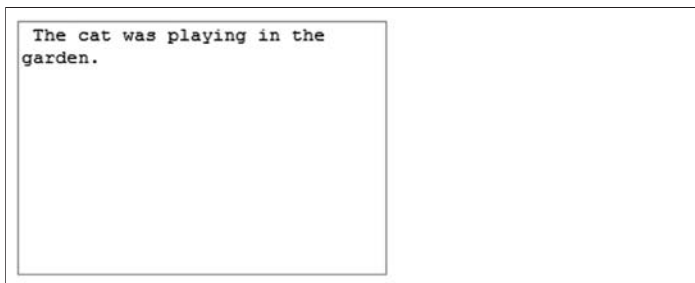 The cat was playing in the
garden.